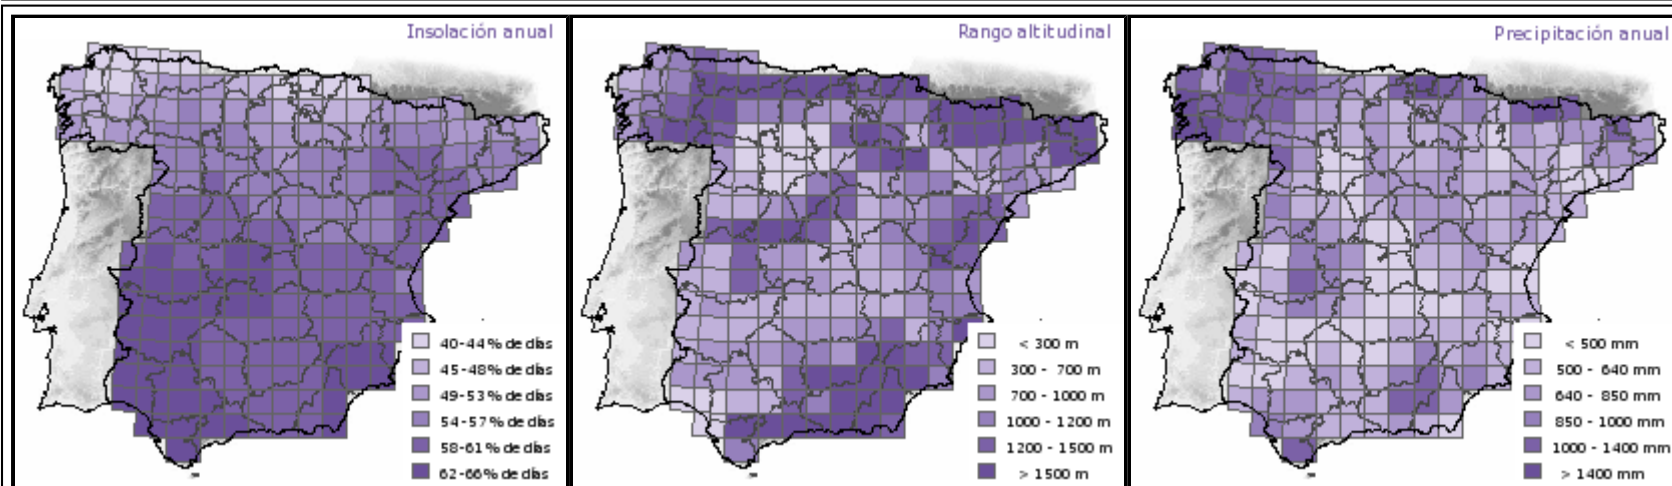 Insolación anual
40-44% de días
45-48% de días
49-53% de días
54-57% de días
58-61% de días
62-66% de días
Rango altitudinal
< 300 m
300 - 700 m
700 - 1000 m
1000 - 1200 m
1200 - 1500 m
> 1500 m
Precipitación anual
< 500 mm
500 - 640 mm
640 - 850 mm
850 - 1000 mm
1000 - 1400 mm
> 1400 mm